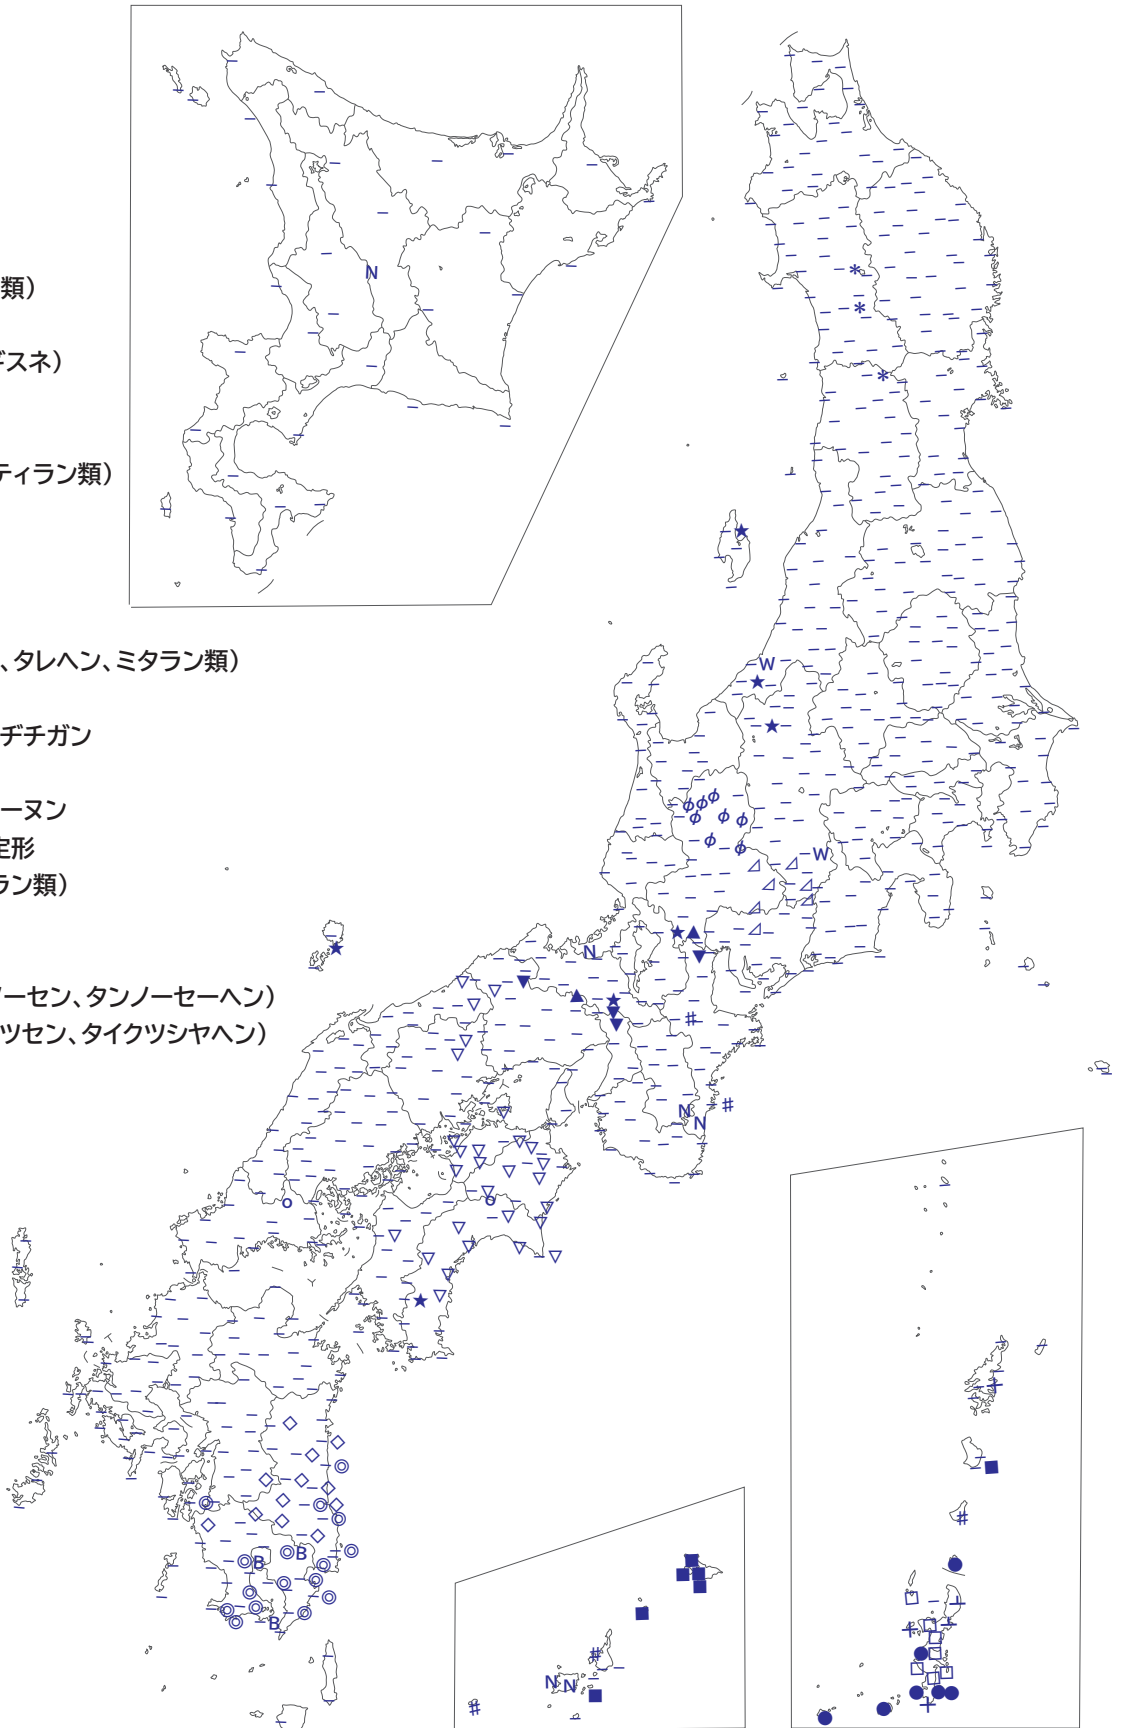 類）
ギスネ）
ティラン類）
、タレヘン、ミタラン類）
ヂチガン
ーヌン
定形
ラン類）
ノーセン、タンノーセーヘン）
ツセン、タイクツシヤヘン）